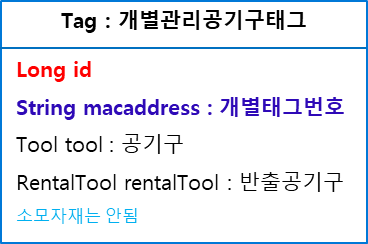 Tag : 개별관리공기구태그
Long id
String macaddress : 개별태그번호
Tool tool : 공기구
RentalTool rentalTool : 반출공기구
소모자재는 안됨